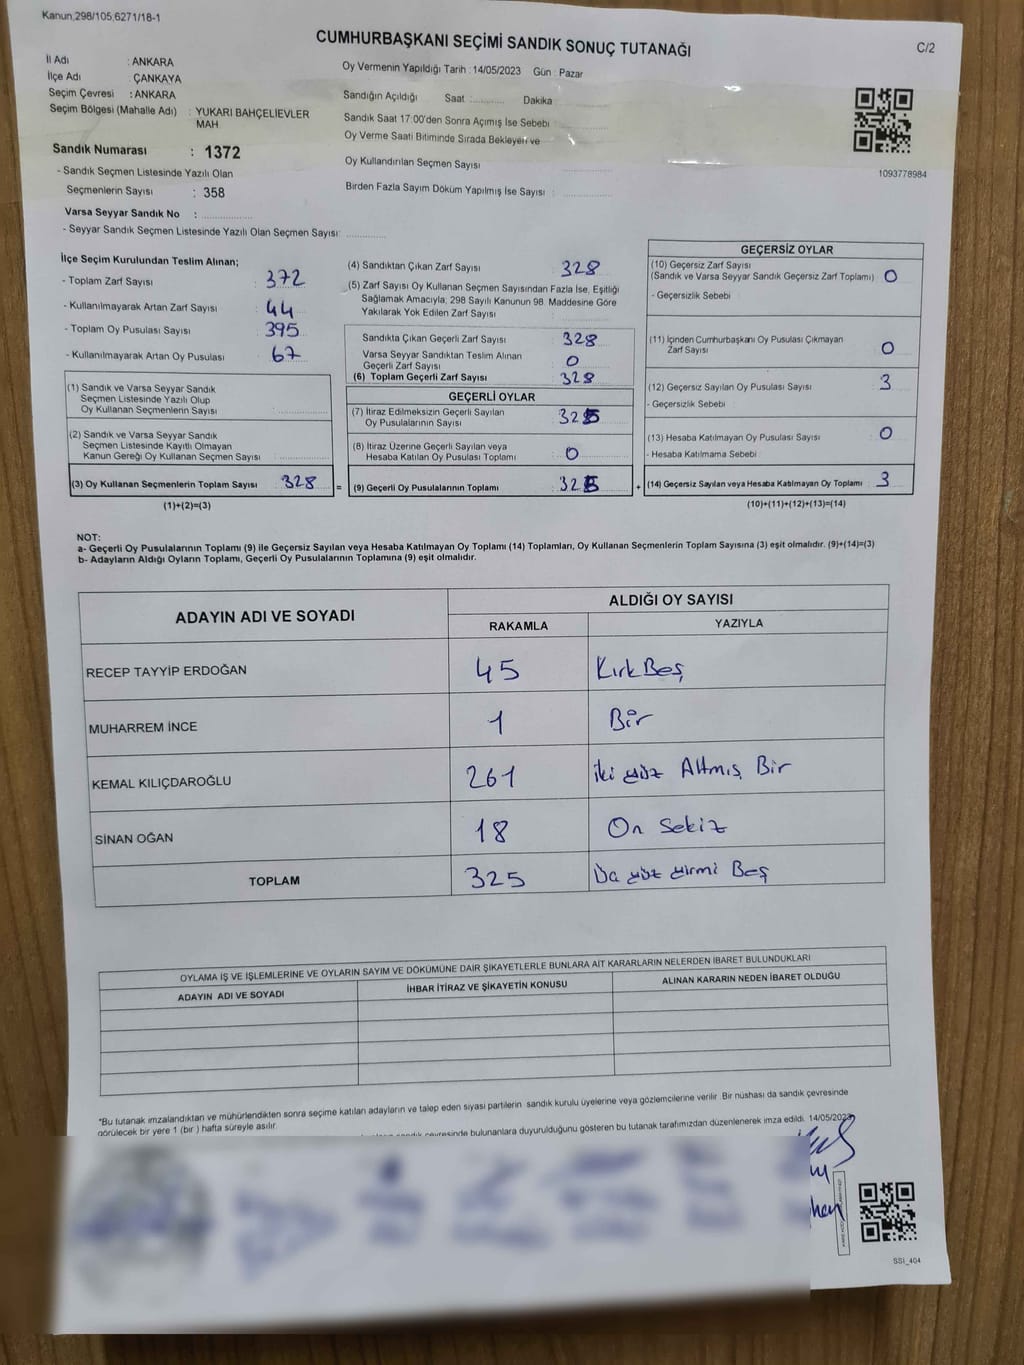 Kanun,298/105,6271/18-1
CUMHURBAŞKANI SEÇİMİ SANDIK SONUÇ TUTANAĞI
C/2
İl Adı : ANKARA
İlçe Adı : ÇANKAYA
Seçim Çevresi : ANKARA
Seçim Bölgesi (Mahalle Adı) : YUKARI BAHÇELİEVLER
MAH
Sandık Numarası : 1372
- Sandık Seçmen Listesinde Yazılı Olan
Seçmenlerin Sayısı : 358
Varsa Seyyar Sandık No : ...............
- Seyyar Sandık Seçmen Listesinde Yazılı Olan Seçmen Sayısı: ............
Oy Vermenin Yapıldığı Tarih : 14/05/2023 Gün : Pazar
Sandığın Açıldığı Saat :........... Dakika
Sandık Saat 17:00'den Sonra Açımış İse Sebebi
Oy Verme Saati Bitiminde Sırada Bekleyen ve
Oy Kullandırılan Seçmen Sayısı
Birden Fazla Sayım Döküm Yapılmış İse Sayısı :
1093778984
İlçe Seçim Kurulundan Teslim Alınan;
- Toplam Zarf Sayısı : 372
- Kullanılmayarak Artan Zarf Sayısı : 44
- Toplam Oy Pusulası Sayısı : 395
- Kullanılmayarak Artan Oy Pusulası : 67
(1) Sandık ve Varsa Seyyar Sandık
Seçmen Listesinde Yazılı Olup
Oy Kullanan Seçmenlerin Sayısı :
(2) Sandık ve Varsa Seyyar Sandık
Seçmen Listesinde Kayıtlı Olmayan
Kanun Gereği Oy Kullanan Seçmen Sayısı :
(3) Oy Kullanan Seçmenlerin Toplam Sayısı 328 =
(1)+(2)=(3)
(4) Sandıktan Çıkan Zarf Sayısı : 328
(5) Zarf Sayısı Oy Kullanan Seçmen Sayısından Fazla İse, Eşitliği
Sağlamak Amacıyla, 298 Sayılı Kanunun 98. Maddesine Göre
Yakılarak Yok Edilen Zarf Sayısı
Sandıkta Çıkan Geçerli Zarf Sayısı : 328
Varsa Seyyar Sandıktan Teslim Alınan
Geçerli Zarf Sayısı : 0
(6) Toplam Geçerli Zarf Sayısı : 328
GEÇERLİ OYLAR
(7) İtiraz Edilmeksizin Geçerli Sayılan
Oy Pusulalarının Sayısı : 325
(8) İtiraz Üzerine Geçerli Sayılan veya
Hesaba Katılan Oy Pusulası Toplamı : 0
(9) Geçerli Oy Pusulalarının Toplamı : 325 +
GEÇERSİZ OYLAR
(10) Geçersiz Zarf Sayısı
(Sandık ve Varsa Seyyar Sandık Geçersiz Zarf Toplamı) : 0
- Geçersizlik Sebebi :
(11) İçinden Cumhurbaşkanı Oy Pusulası Çıkmayan
Zarf Sayısı : 0
(12) Geçersiz Sayılan Oy Pusulası Sayısı : 3
- Geçersizlik Sebebi :
(13) Hesaba Katılmayan Oy Pusulası Sayısı : 0
- Hesaba Katılmama Sebebi :
(14) Geçersiz Sayılan veya Hesaba Katılmayan Oy Toplamı : 3
(10)+(11)+(12)+(13)=(14)
NOT:
a- Geçerli Oy Pusulalarının Toplamı (9) ile Geçersiz Sayılan veya Hesaba Katılmayan Oy Toplamı (14) Toplamları, Oy Kullanan Seçmenlerin Toplam Sayısına (3) eşit olmalıdır. (9)+(14)=(3)
b- Adayların Aldığı Oyların Toplamı, Geçerli Oy Pusulalarının Toplamına (9) eşit olmalıdır.
ADAYIN ADI VE SOYADI
ALDIĞI OY SAYISI
RAKAMLA YAZIYLA
RECEP TAYYİP ERDOĞAN 45 Kırk Beş
MUHARREM İNCE 1 Bir
KEMAL KILIÇDAROĞLU 261 iki yüz Altmış Bir
SİNAN OĞAN 18 On Sekiz
TOPLAM 325 Üç yüz yirmi Beş
OYLAMA İŞ VE İŞLEMLERİNE VE OYLARIN SAYIM VE DÖKÜMÜNE DAİR ŞİKAYETLERLE BUNLARA AİT KARARLARIN NELERDEN İBARET BULUNDUKLARI
ADAYIN ADI VE SOYADI İHBAR İTİRAZ VE ŞİKAYETİN KONUSU ALINAN KARARIN NEDEN İBARET OLDUĞU
*Bu tutanak imzalandıktan ve mühürlendikten sonra seçime katılan adayların ve talep eden siyasi partilerin sandık kurulu üyelerine veya gözlemcilerine verilir. Bir nüshası da sandık çevresinde
görülecek bir yere 1 (bir ) hafta süreyle asılır.
çevresinde bulunanlara duyurulduğunu gösteren bu tutanak tarafımızdan düzenlenerek imza edildi. 14/05/2023
SSI_404